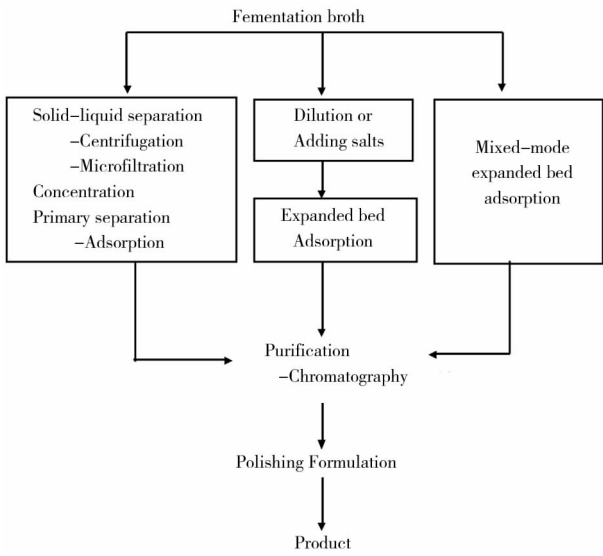 Fementation broth
Solid-liquid separation
-Centrifugation
-Microfiltration
Concentration
Primary separation
-Adsorption
Dilution or
Adding salts
Expanded bed
Adsorption
Mixed-mode
expanded bed
adsorption
Purification
-Chromatography
Polishing Formulation
Product